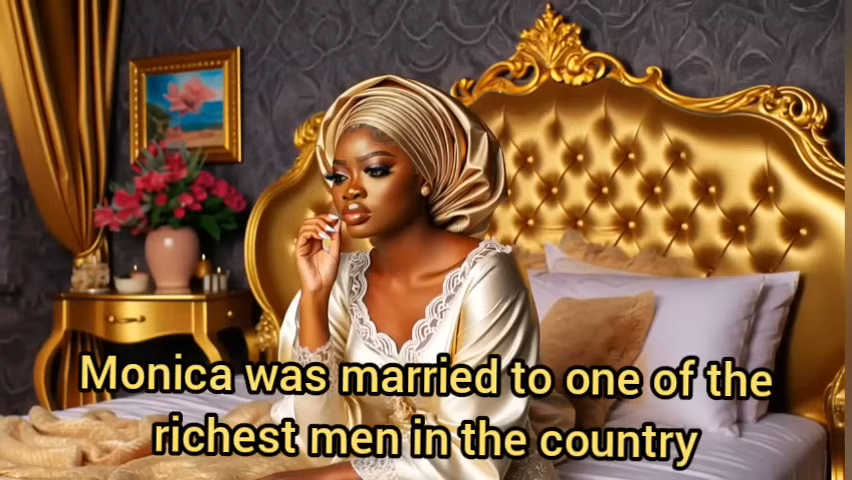 Monica was married to one of the
richest men in the country